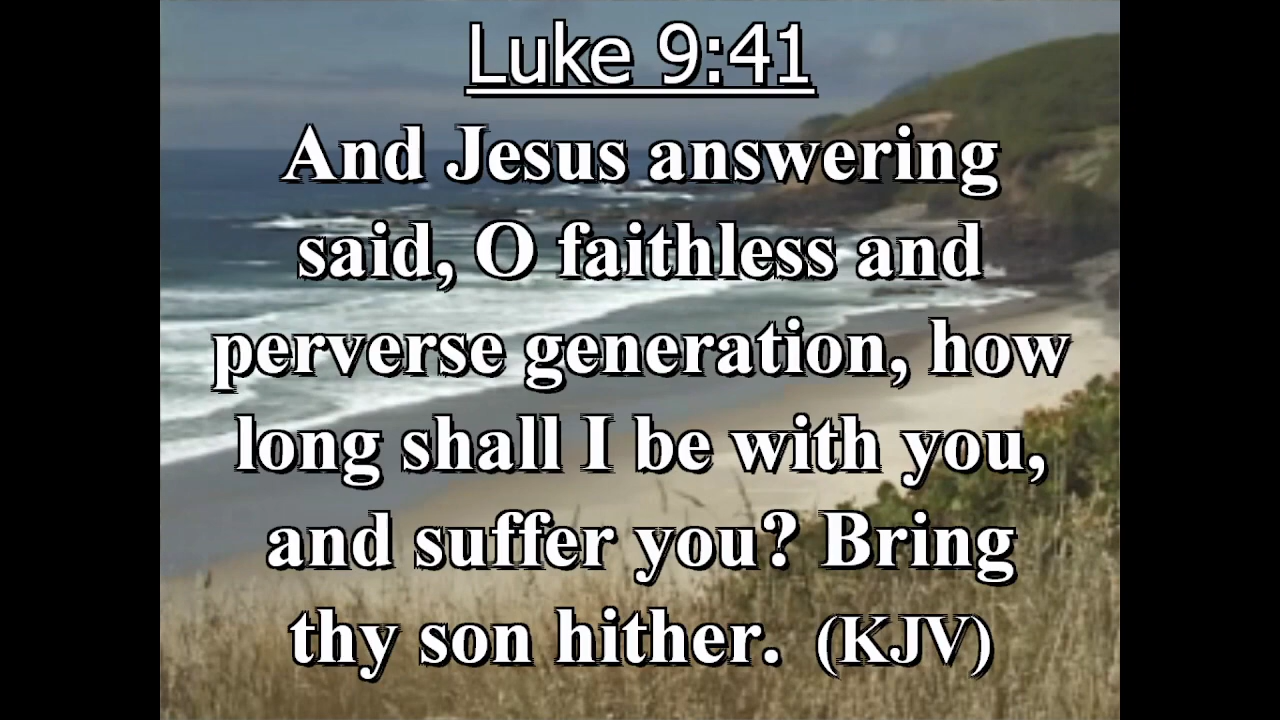 Luke 9:41
And Jesus answering
said, O faithless and
perverse generation, how
long shall I be with you,
and suffer you? Bring
thy son hither. (KJV)